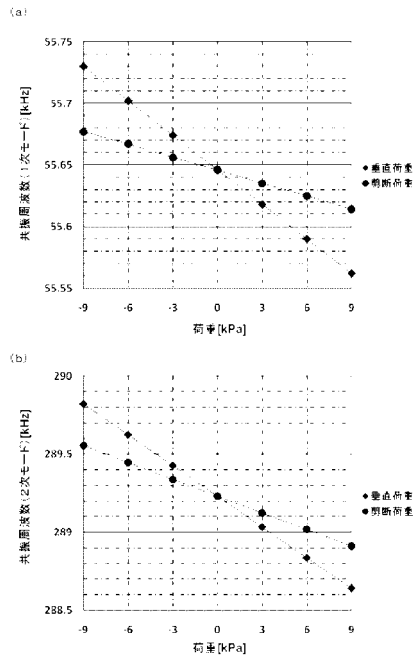 (a)
共振周波数(1次モード)[kHz]
55.75
55.7
55.65
55.6
55.55
-9 -6 -3 0 3 6 9
荷重[kPa]
◆垂直荷重
●剪断荷重
(b)
共振周波数(2次モード)[kHz]
290
289.5
289
288.5
-9 -6 -3 0 3 6 9
荷重[kPa]
◆垂直荷重
●剪断荷重